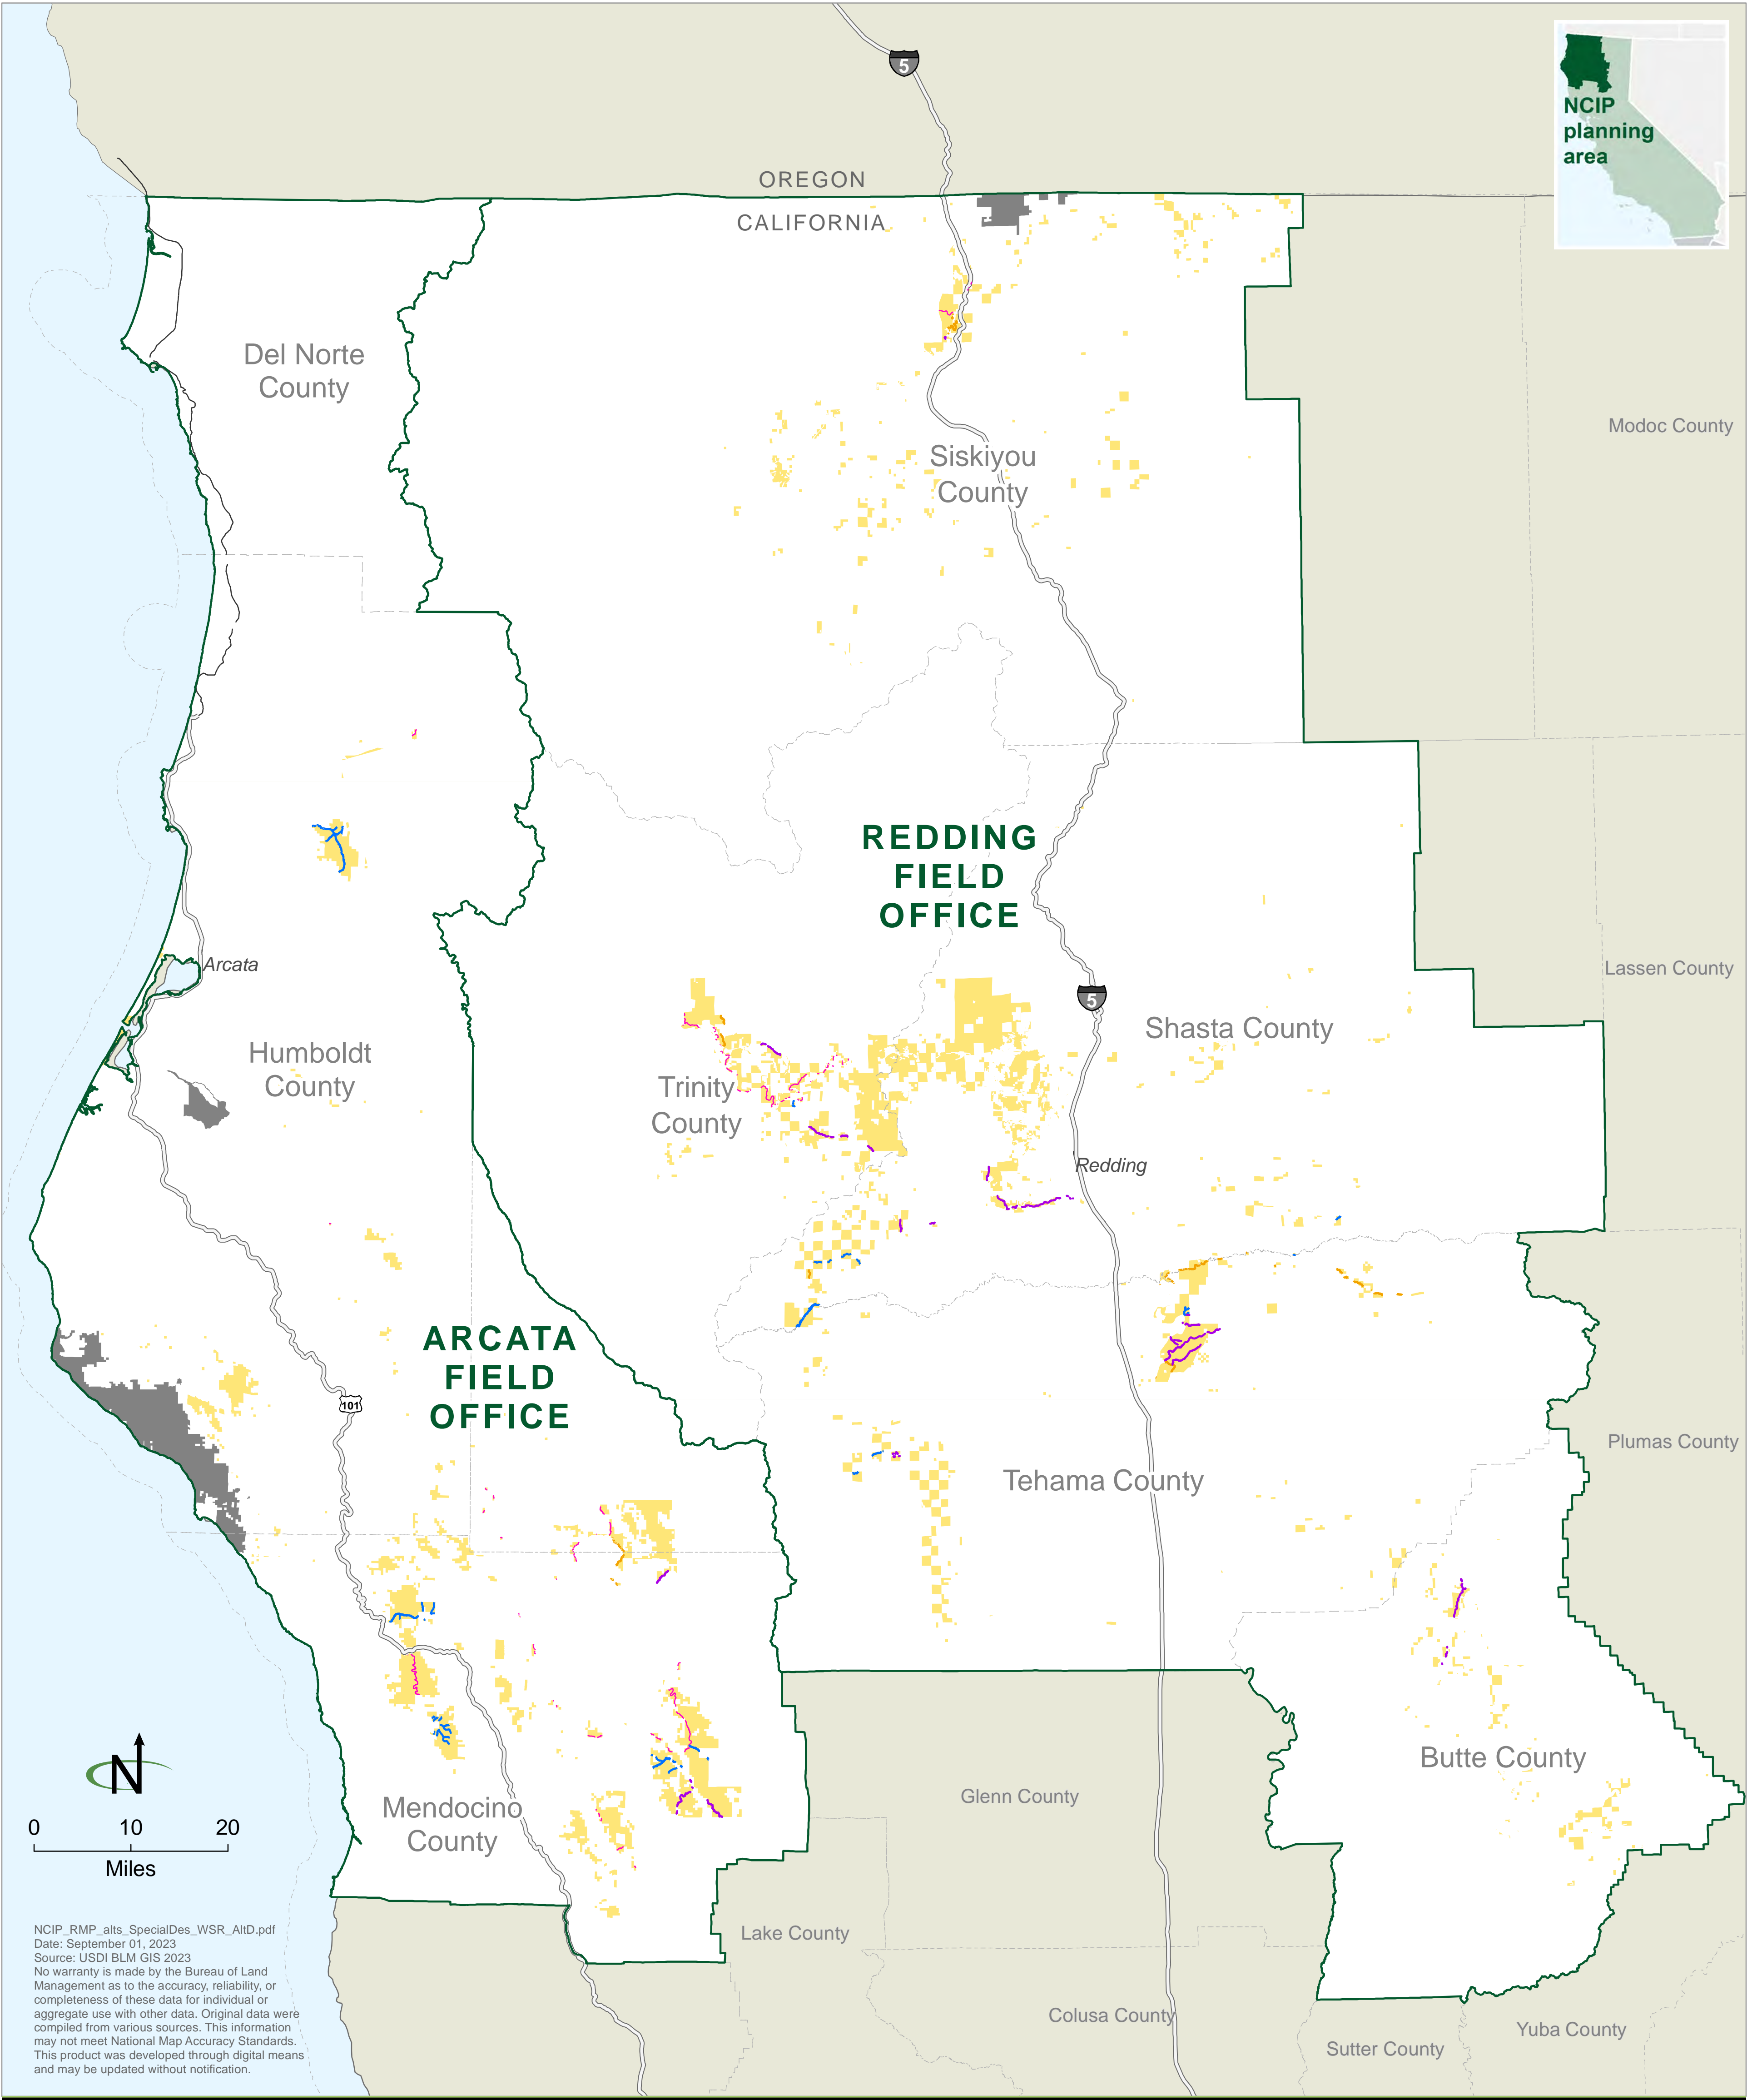 5
NCIP
planning
area
OREGON
CALIFORNIA
Del Norte
County
Modoc County
Siskiyou
County
REDDING
FIELD
OFFICE
Arcata
Lassen County
5
Shasta County
Humboldt
County
Trinity
County
Redding
ARCATA
FIELD
OFFICE
101
Plumas County
Tehama County
Butte County
N
Glenn County
Mendocino
County
0 10 20
Miles
Lake County
NCIP_RMP_alts_SpecialDes_WSR_AltD.pdf
Date: September 01, 2023
Source: USDI BLM GIS 2023
No warranty is made by the Bureau of Land
Management as to the accuracy, reliability, or
completeness of these data for individual or
aggregate use with other data. Original data were
compiled from various sources. This information
may not meet National Map Accuracy Standards.
This product was developed through digital means
and may be updated without notification.
Colusa County
Yuba County
Sutter County